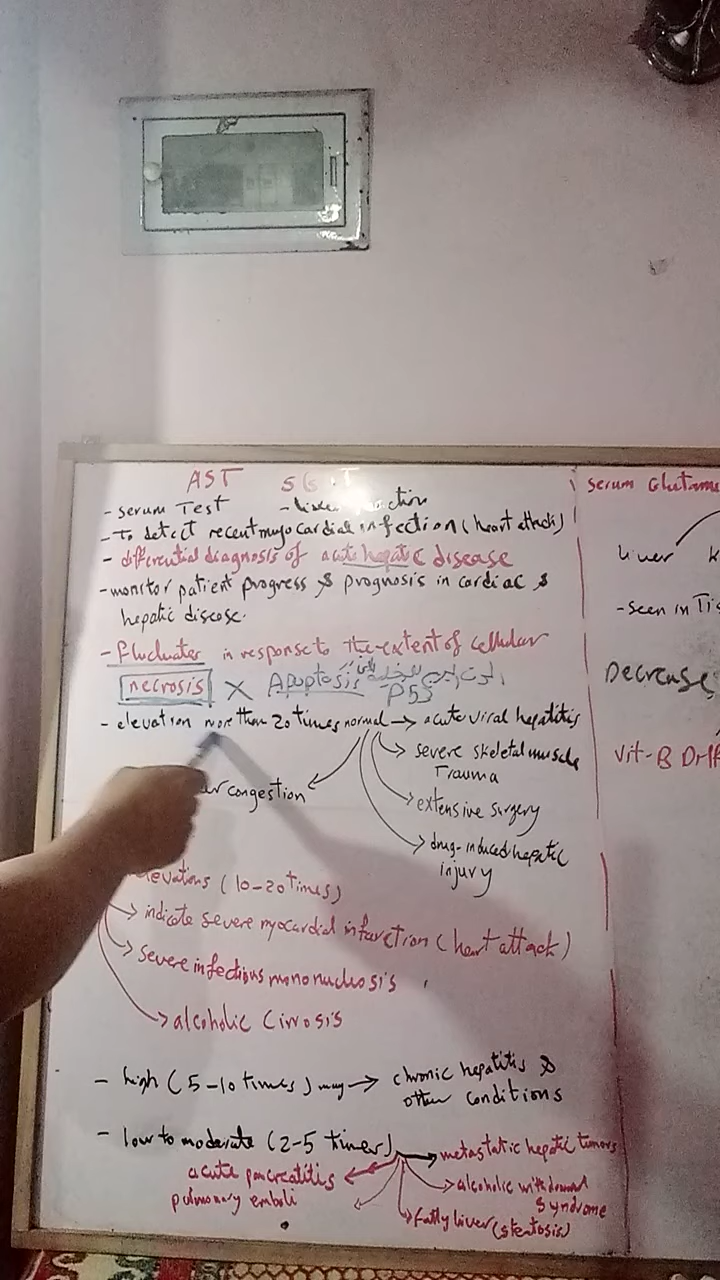 AST
- serum Test
- To detect recent myocardial infection (heart attack)
- differential diagnosis of acute hepatic disease
- monitor patient progress & prognosis in cardiac &
hepatic disease.
- fluctuates in response to the extent of cellular
necrosis X Apoptosis
P53
- elevation more than 20 times normal → acute viral hepatitis
severe skeletal muscle
Trauma
extensive surgery
drug-induced hepatic
injury
congestion
(10-20 Times)
indicate severe myocardial infarction (heart attack)
severe infectious mononucleosis
alcoholic Cirrosis
- high (5-10 times) may → chronic hepatitis &
other conditions
- low to moderate (2-5 times)
metastatic hepatic tumors
acute pancreatitis
pulmonary emboli
alcoholic withdrawal
syndrome
Fatty liver (steatosis)
Serum
liver
- seen in
Decrease
Vit-B